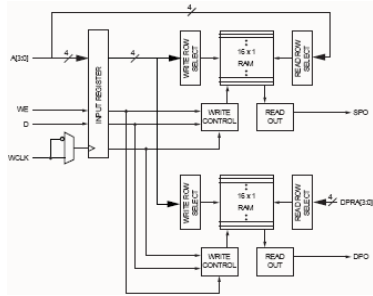 4
A[3:0]
4
4
INPUT REGISTER
WRITE ROW SELECT
16 x 1 RAM
READ ROW SELECT
WE
D
WCLK
WRITE CONTROL
READ OUT
SPO
WRITE ROW SELECT
16 x 1 RAM
READ ROW SELECT
4
DPRA[3:0]
WRITE CONTROL
READ OUT
DPO